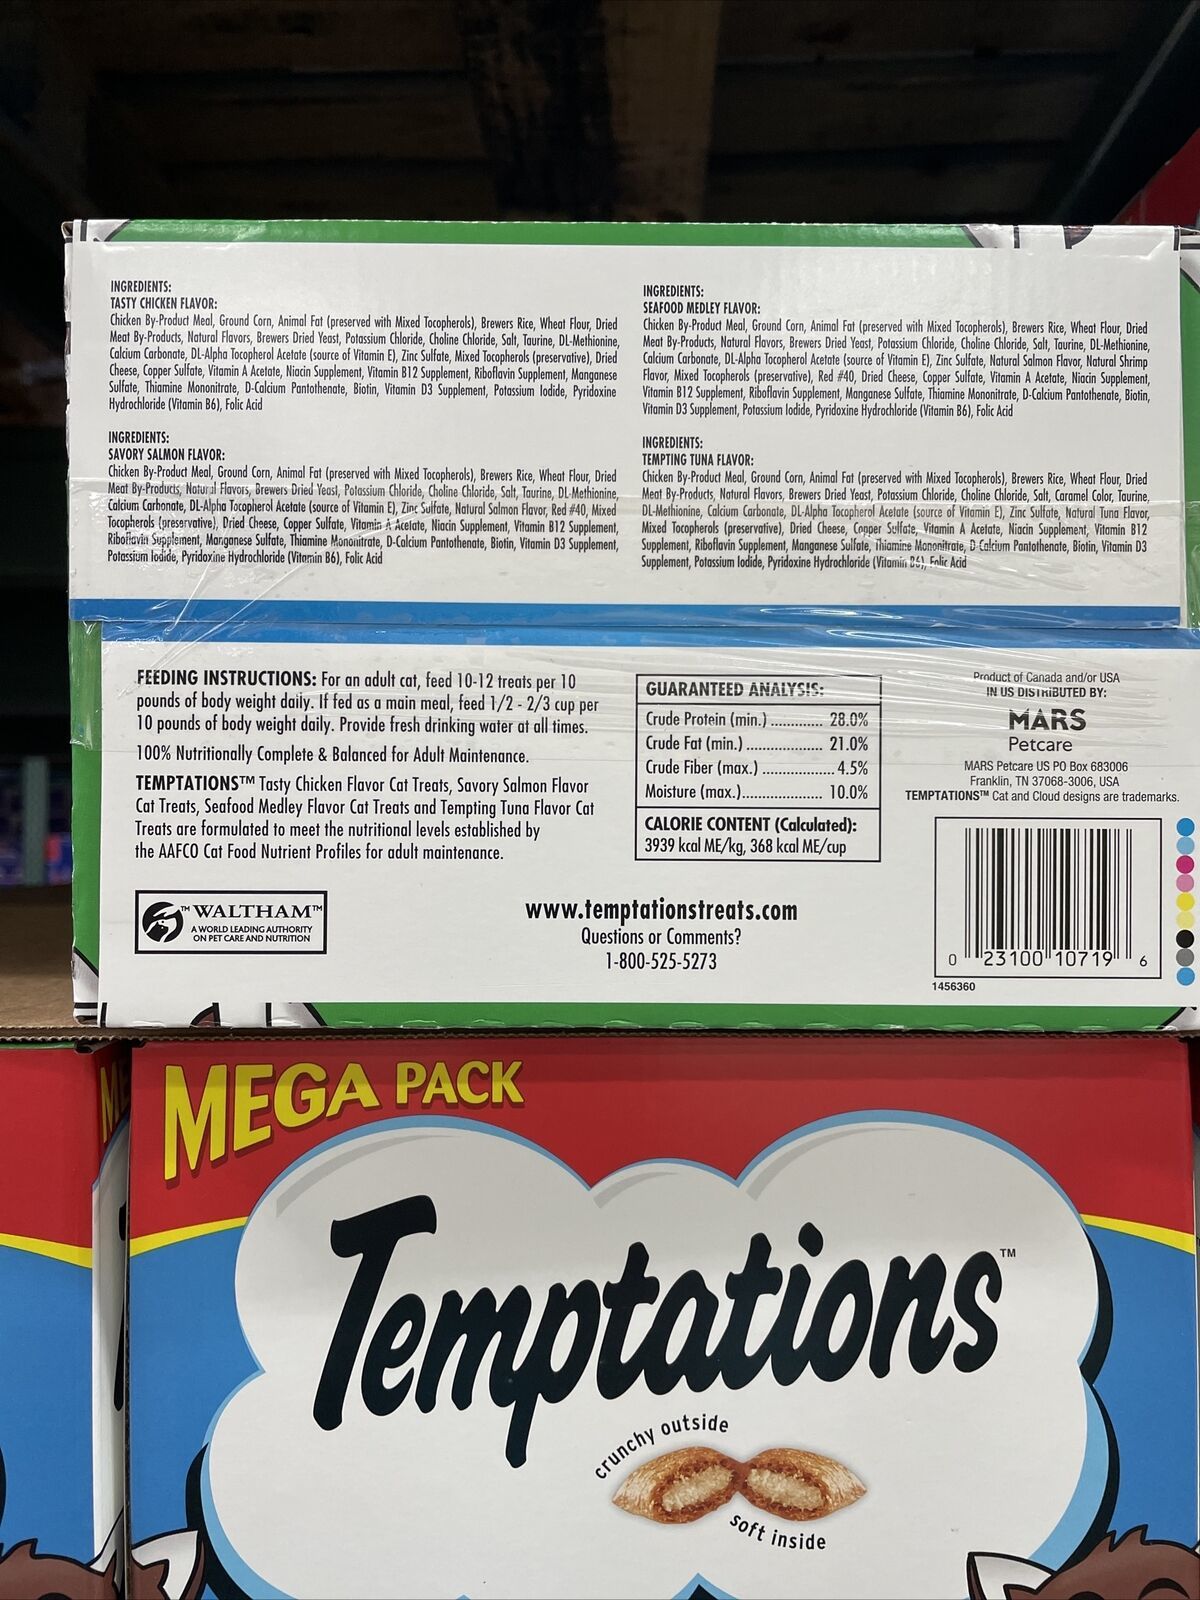 INGREDIENTS:
TASTY CHICKEN FLAVOR:
Chicken By-Product Meal, Ground Corn, Animal Fat (preserved with Mixed Tocopherols), Brewers Rice, Wheat Flour, Dried
Meat By-Products, Natural Flavors, Brewers Dried Yeast, Potassium Chloride, Choline Chloride, Salt, Taurine, DL-Methionine,
Calcium Carbonate, DL-Alpha Tocopherol Acetate (source of Vitamin E), Zinc Sulfate, Mixed Tocopherols (preservative), Dried
Cheese, Copper Sulfate, Vitamin A Acetate, Niacin Supplement, Vitamin B12 Supplement, Riboflavin Supplement, Manganese
Sulfate, Thiamine Mononitrate, D-Calcium Pantothenate, Biotin, Vitamin D3 Supplement, Potassium Iodide, Pyridoxine
Hydrochloride (Vitamin B6), Folic Acid
INGREDIENTS:
SAVORY SALMON FLAVOR:
Chicken By-Product Meal, Ground Corn, Animal Fat (preserved with Mixed Tocopherols), Brewers Rice, Wheat Flour, Dried
Meat By-Products, Natural Flavors, Brewers Dried Yeast, Potassium Chloride, Choline Chloride, Salt, Taurine, DL-Methionine,
Calcium Carbonate, DL-Alpha Tocopherol Acetate (source of Vitamin E), Zinc Sulfate, Natural Salmon Flavor, Red #40, Mixed
Tocopherols (preservative), Dried Cheese, Copper Sulfate, Vitamin A Acetate, Niacin Supplement, Vitamin B12 Supplement,
Riboflavin Supplement, Manganese Sulfate, Thiamine Mononitrate, D-Calcium Pantothenate, Biotin, Vitamin D3 Supplement,
Potassium Iodide, Pyridoxine Hydrochloride (Vitamin B6), Folic Acid
INGREDIENTS:
SEAFOOD MEDLEY FLAVOR:
Chicken By-Product Meal, Ground Corn, Animal Fat (preserved with Mixed Tocopherols), Brewers Rice, Wheat Flour, Dried
Meat By-Products, Natural Flavors, Brewers Dried Yeast, Potassium Chloride, Choline Chloride, Salt, Taurine, DL-Methionine,
Calcium Carbonate, DL-Alpha Tocopherol Acetate (source of Vitamin E), Zinc Sulfate, Natural Salmon Flavor, Natural Shrimp
Flavor, Mixed Tocopherols (preservative), Red #40, Dried Cheese, Copper Sulfate, Vitamin A Acetate, Niacin Supplement,
Vitamin B12 Supplement, Riboflavin Supplement, Manganese Sulfate, Thiamine Mononitrate, D-Calcium Pantothenate, Biotin,
Vitamin D3 Supplement, Potassium Iodide, Pyridoxine Hydrochloride (Vitamin B6), Folic Acid
INGREDIENTS:
TEMPTING TUNA FLAVOR:
Chicken By-Product Meal, Ground Corn, Animal Fat (preserved with Mixed Tocopherols), Brewers Rice, Wheat Flour, Dried
Meat By-Products, Natural Flavors, Brewers Dried Yeast, Potassium Chloride, Choline Chloride, Salt, Caramel Color, Taurine,
DL-Methionine, Calcium Carbonate, DL-Alpha Tocopherol Acetate (source of Vitamin E), Zinc Sulfate, Natural Tuna Flavor,
Mixed Tocopherols (preservative), Dried Cheese, Copper Sulfate, Vitamin A Acetate, Niacin Supplement, Vitamin B12
Supplement, Riboflavin Supplement, Manganese Sulfate, Thiamine Mononitrate, D-Calcium Pantothenate, Biotin, Vitamin D3
Supplement, Potassium Iodide, Pyridoxine Hydrochloride (Vitamin B6), Folic Acid
FEEDING INSTRUCTIONS: For an adult cat, feed 10-12 treats per 10
pounds of body weight daily. If fed as a main meal, feed 1/2 - 2/3 cup per
10 pounds of body weight daily. Provide fresh drinking water at all times.
100% Nutritionally Complete & Balanced for Adult Maintenance.
TEMPTATIONS™ Tasty Chicken Flavor Cat Treats, Savory Salmon Flavor
Cat Treats, Seafood Medley Flavor Cat Treats and Tempting Tuna Flavor Cat
Treats are formulated to meet the nutritional levels established by
the AAFCO Cat Food Nutrient Profiles for adult maintenance.
™ WALTHAM™
A WORLD LEADING AUTHORITY
ON PET CARE AND NUTRITION
GUARANTEED ANALYSIS:
Crude Protein (min.) ............ 28.0%
Crude Fat (min.) ................. 21.0%
Crude Fiber (max.) ................ 4.5%
Moisture (max.)................... 10.0%
CALORIE CONTENT (Calculated):
3939 kcal ME/kg, 368 kcal ME/cup
www.temptationstreats.com
Questions or Comments?
1-800-525-5273
Product of Canada and/or USA
IN US DISTRIBUTED BY:
MARS
Petcare
MARS Petcare US PO Box 683006
Franklin, TN 37068-3006, USA
TEMPTATIONS™ Cat and Cloud designs are trademarks.
0 23100 10719 6
1456360
MEGA PACK
Temptations™
crunchy outside
soft inside